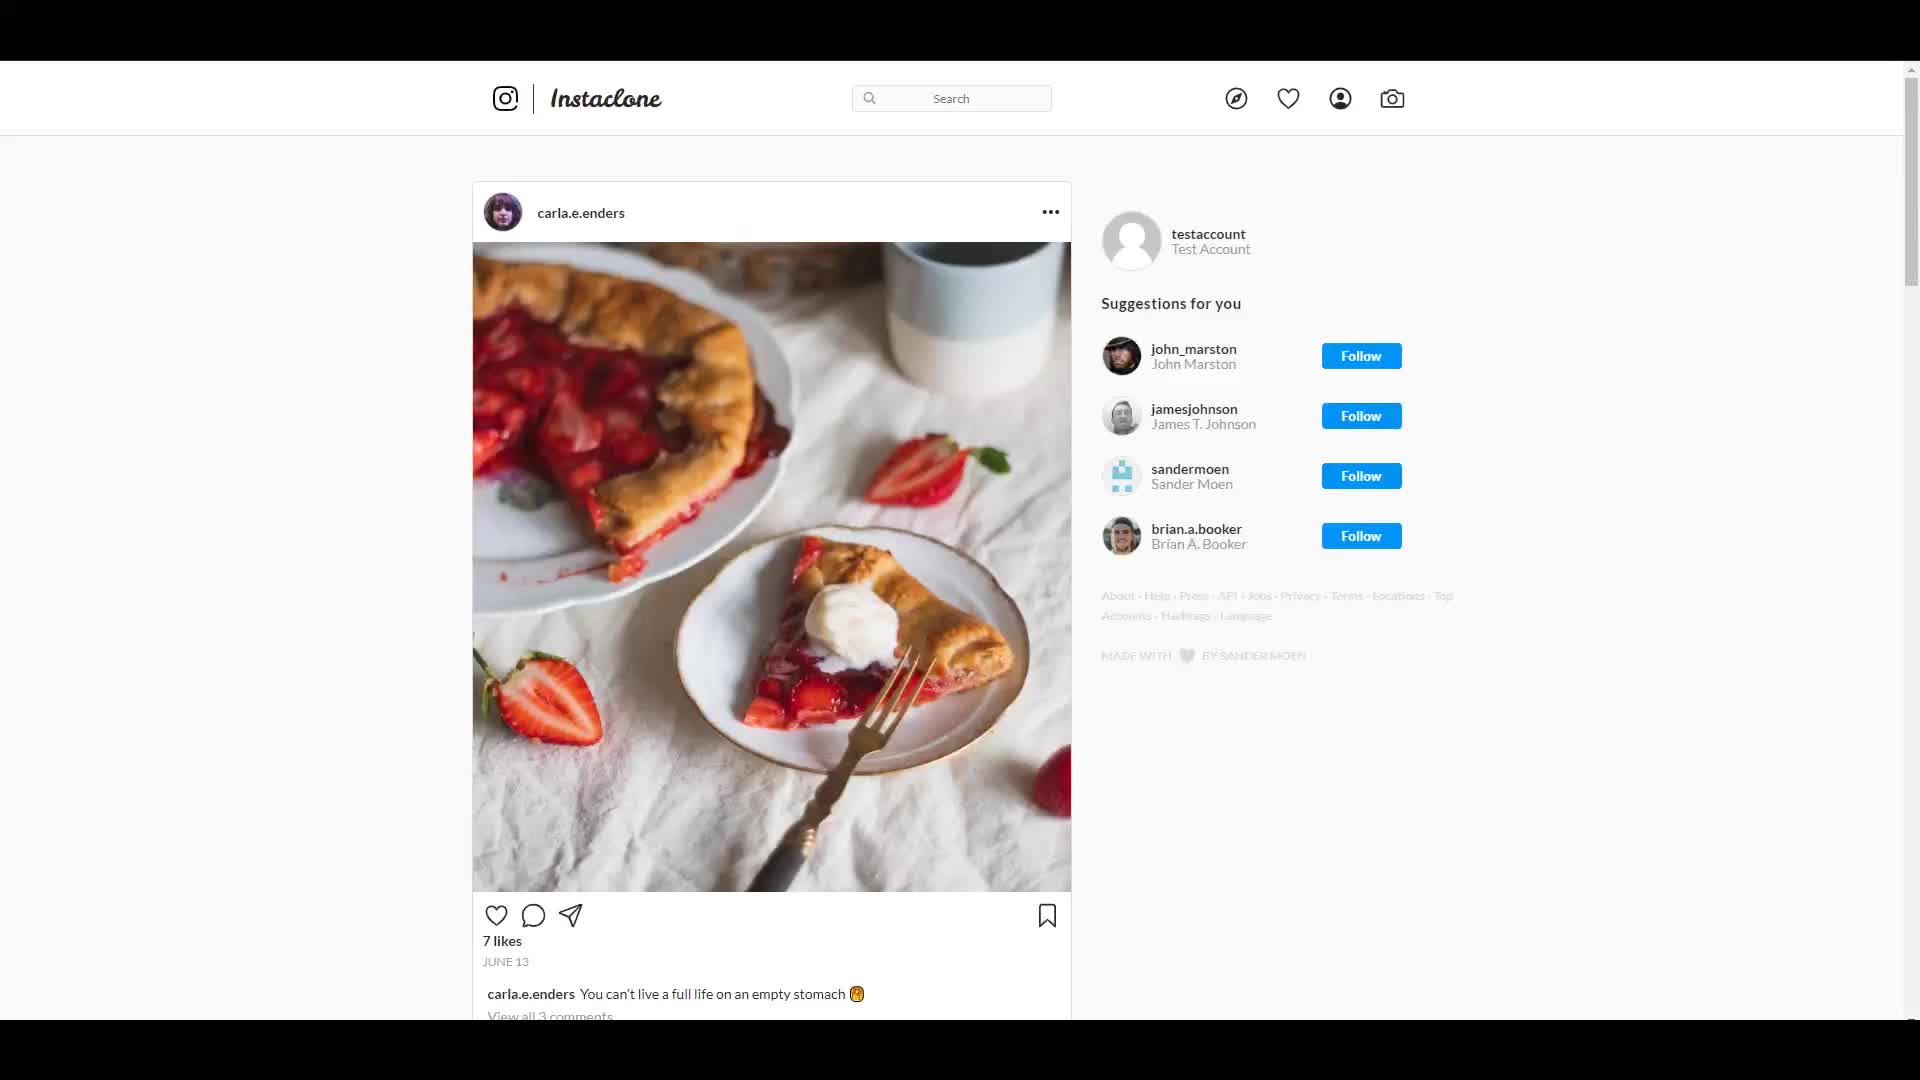 Instaclone
Search
carla.e.enders
testaccount
Test Account
Suggestions for you
john_marston
John Marston
Follow
jamesjohnson
James T. Johnson
Follow
sandermoen
Sander Moen
Follow
brian.a.booker
Brian A. Booker
Follow
About · Help · Press · API · Jobs · Privacy · Terms · Locations · Top
Accounts · Hashtags · Language
MADE WITH BY SANDERMOEN
7 likes
JUNE 13
carla.e.enders You can't live a full life on an empty stomach
View all 3 comments